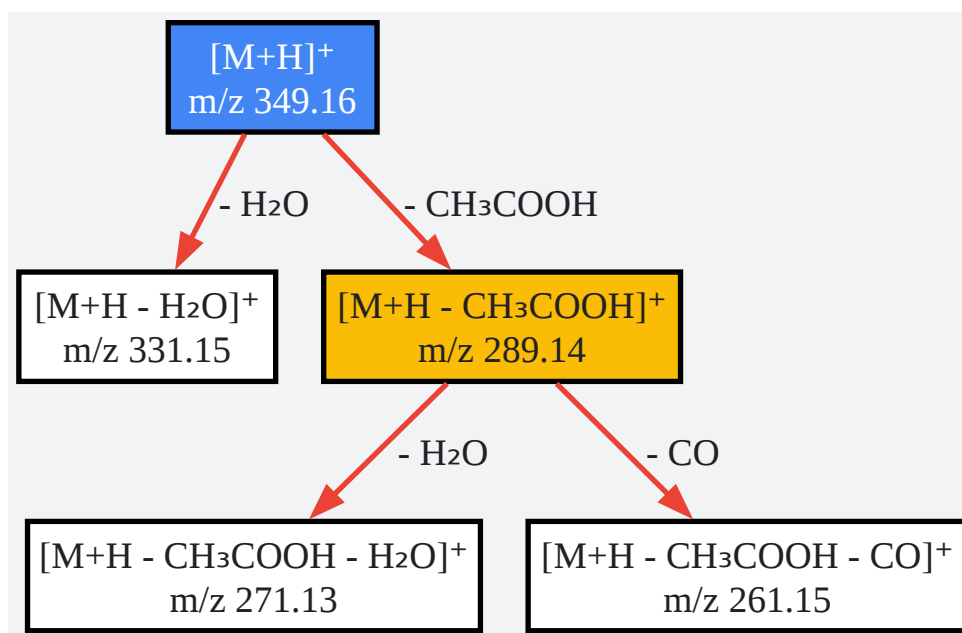 [M+H]⁺
m/z 349.16
- H₂O
- CH₃COOH
[M+H - H₂O]⁺
m/z 331.15
[M+H - CH₃COOH]⁺
m/z 289.14
- H₂O
- CO
[M+H - CH₃COOH - H₂O]⁺
m/z 271.13
[M+H - CH₃COOH - CO]⁺
m/z 261.15